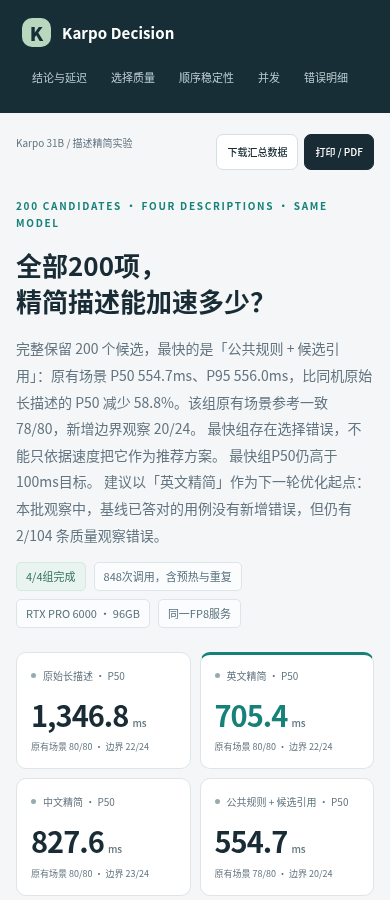 K Karpo Decision
结论与延迟 选择质量 顺序稳定性 并发 错误明细
Karpo 31B / 描述精简实验
下载汇总数据 打印 / PDF
200 CANDIDATES · FOUR DESCRIPTIONS · SAME
MODEL
全部200项，
精简描述能加速多少？
完整保留 200 个候选，最快的是「公共规则 + 候选引
用」：原有场景 P50 554.7ms、P95 556.0ms，比同机原始
长描述的 P50 减少 58.8%。该组原有场景参考一致
78/80，新增边界观察 20/24。 最快组存在选择错误，不
能只依据速度把它作为推荐方案。 最快组P50仍高于
100ms目标。 建议以「英文精简」作为下一轮优化起点：
本批观察中，基线已答对的用例没有新增错误，但仍有
2/104 条质量观察错误。
4/4组完成 848次调用，含预热与重复
RTX PRO 6000 · 96GB 同一FP8服务
原始长描述 · P50
1,346.8 ms
原有场景 80/80 · 边界 22/24
英文精简 · P50
705.4 ms
原有场景 80/80 · 边界 22/24
中文精简 · P50
827.6 ms
原有场景 80/80 · 边界 23/24
公共规则 + 候选引用 · P50
554.7 ms
原有场景 78/80 · 边界 20/24